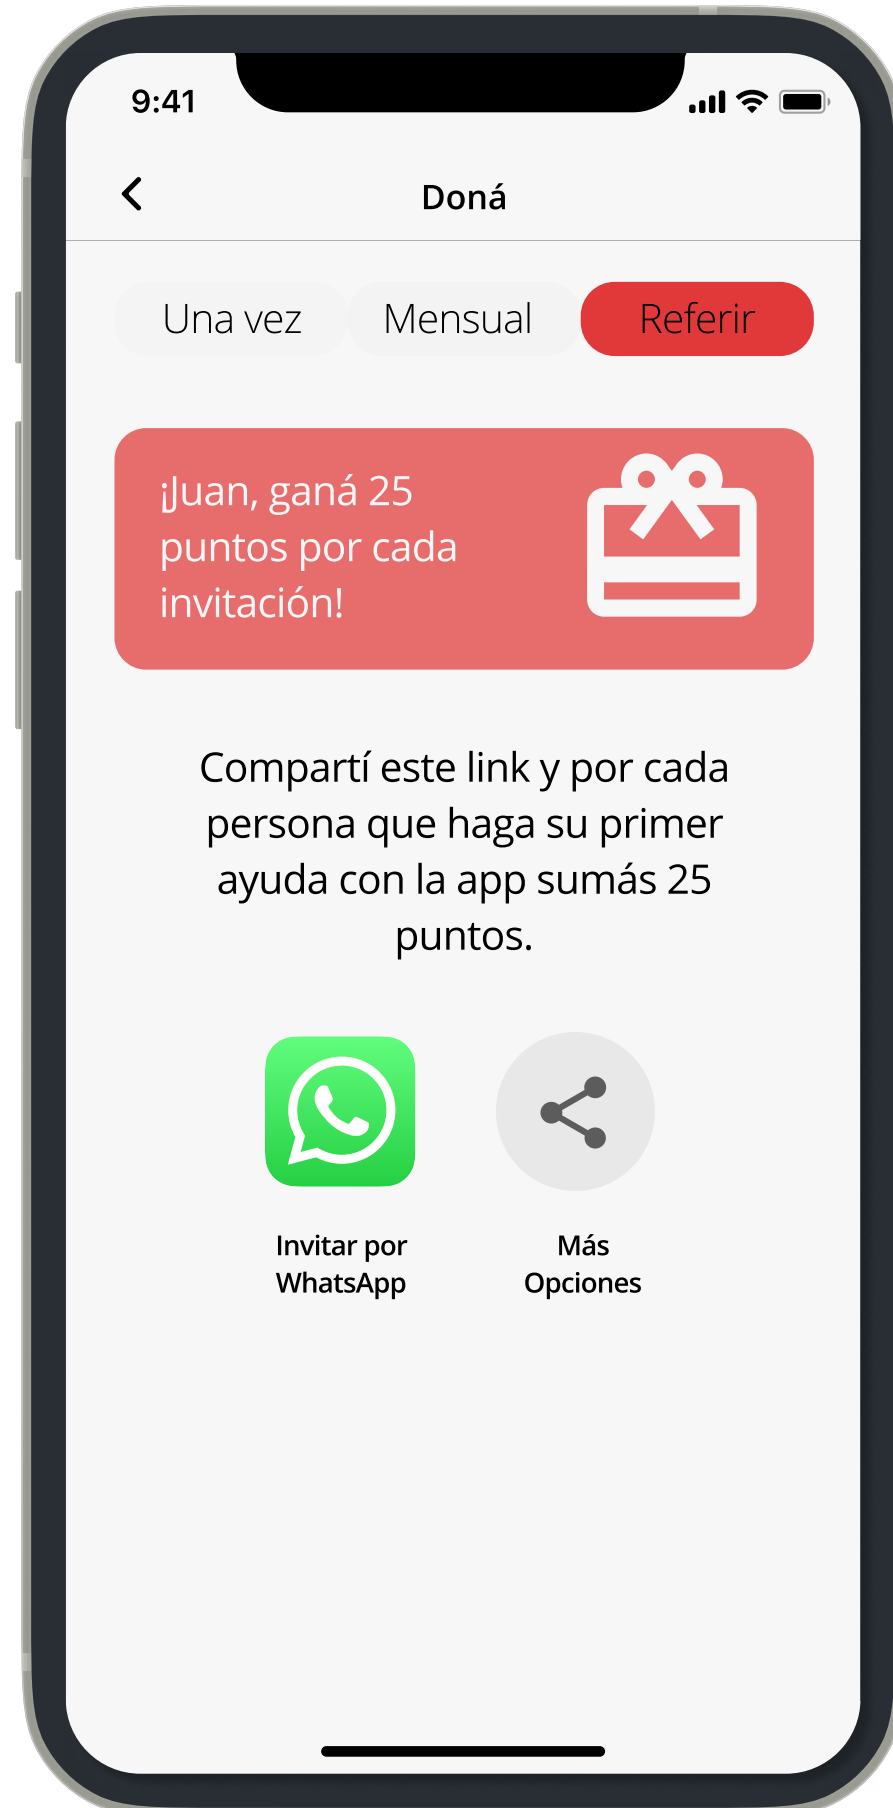 9:41
Doná
Una vez Mensual Referir
¡Juan, ganá 25
puntos por cada
invitación!
Compartí este link y por cada
persona que haga su primer
ayuda con la app sumás 25
puntos.
Invitar por
WhatsApp
Más
Opciones